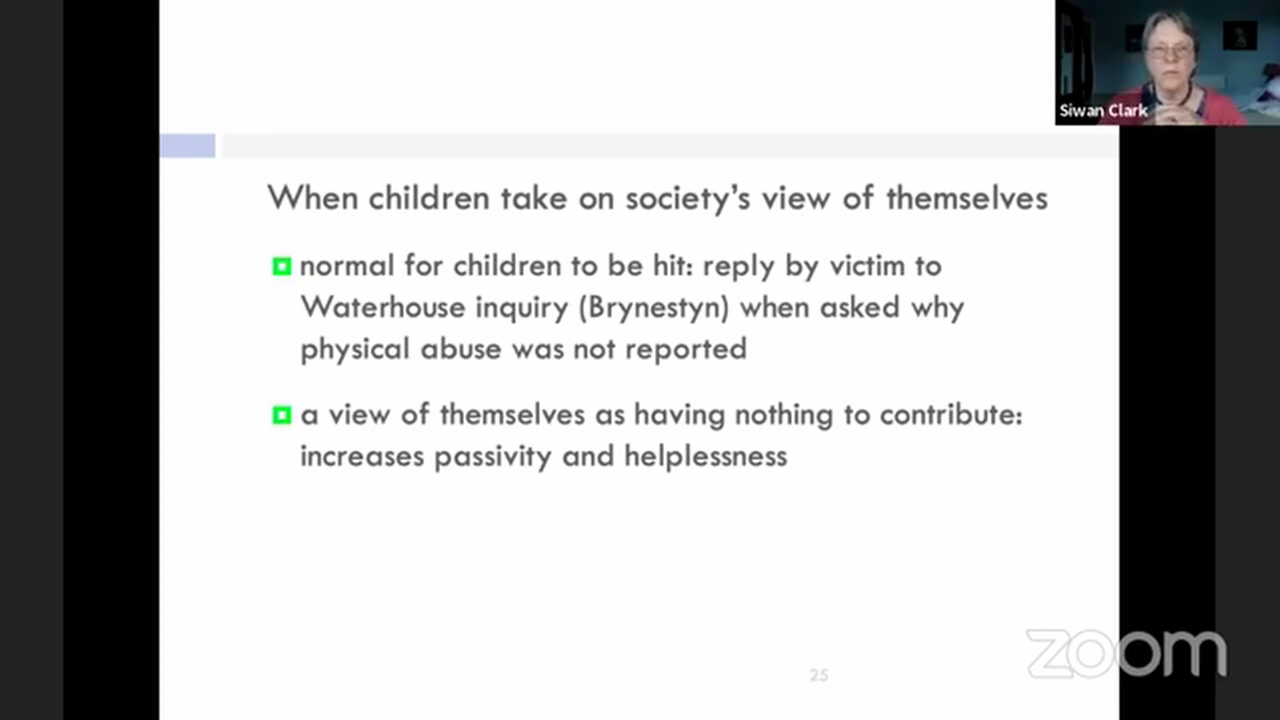 Siwan Clark
When children take on society's view of themselves
normal for children to be hit: reply by victim to
Waterhouse inquiry (Brynestyn) when asked why
physical abuse was not reported
a view of themselves as having nothing to contribute:
increases passivity and helplessness
25
zoom